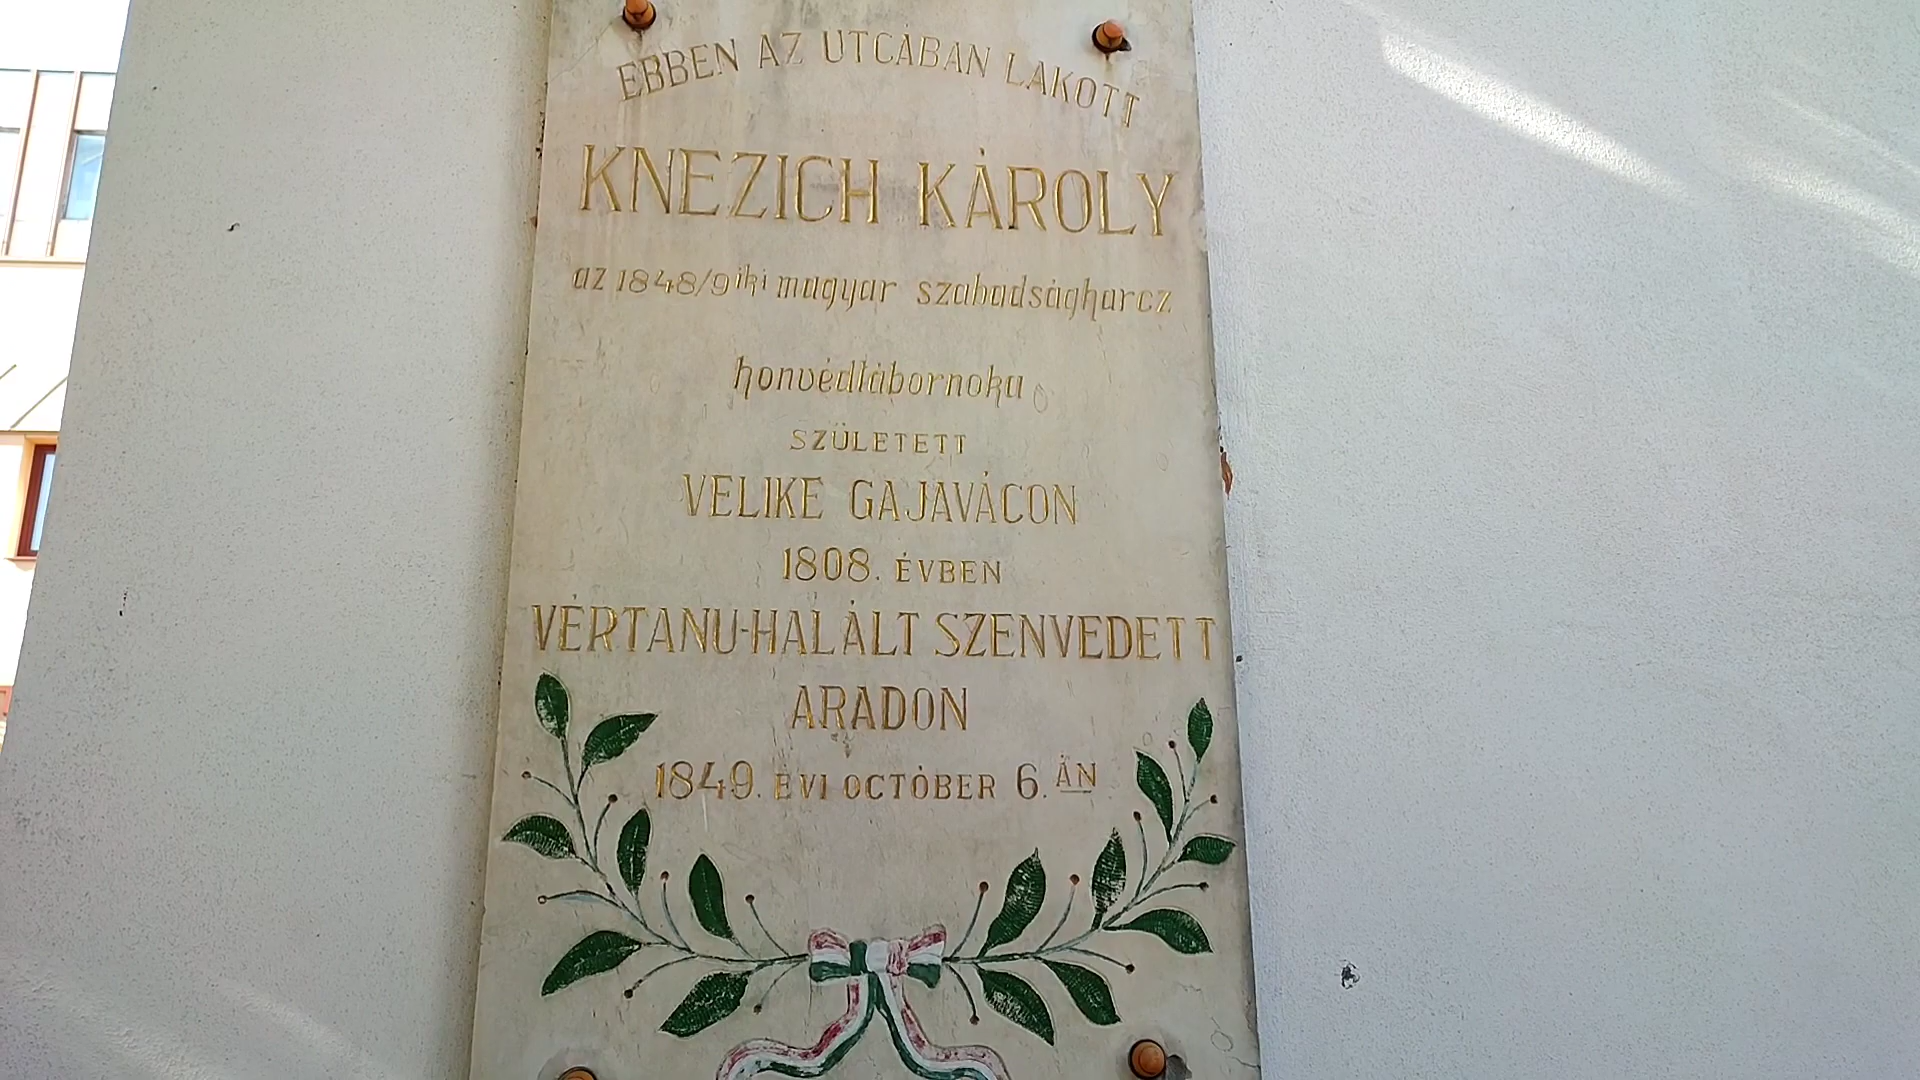 EBBEN AZ UTCÁBAN LAKOTT
KNEZICH KÁROLY
az 1848/9iki magyar szabadságharcz
honvédtábornoka
SZÜLETETT
VELIKE GAJAVÁCON
1808. ÉVBEN
VÉRTANU-HALÁLT SZENVEDETT
ARADON
1849. ÉVI OCTÓBER 6. ÁN